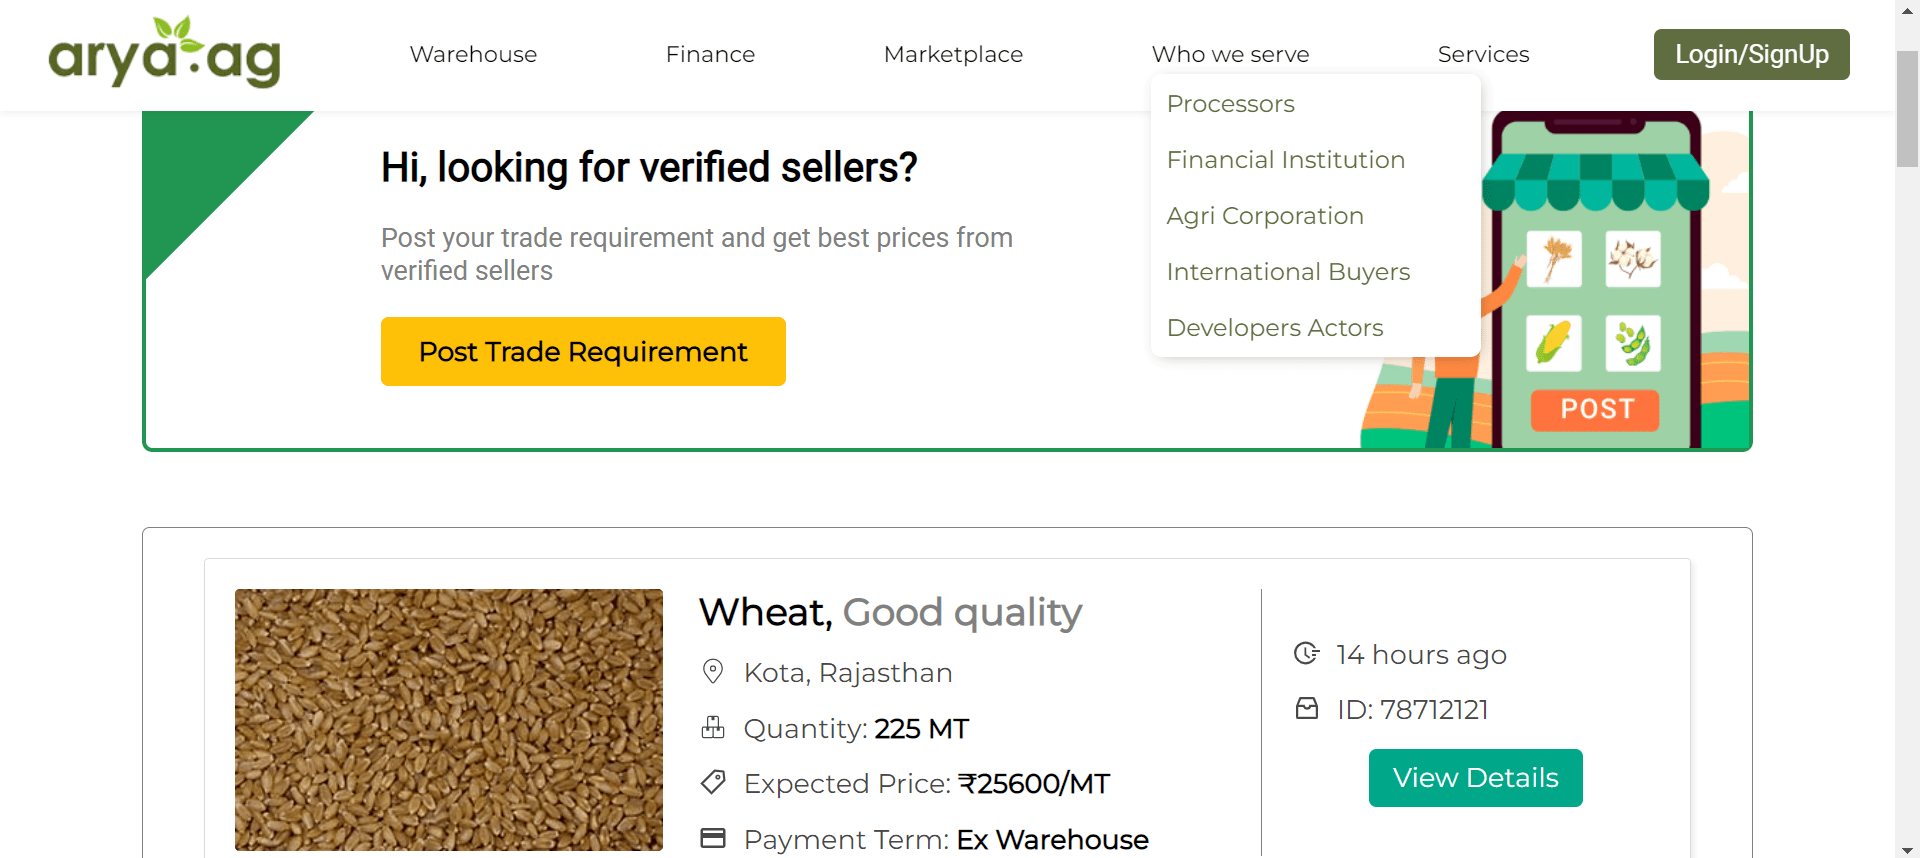 arya.ag
Warehouse
Finance
Marketplace
Who we serve
Services
Login/SignUp
Processors
Financial Institution
Agri Corporation
International Buyers
Developers Actors
Hi, looking for verified sellers?
Post your trade requirement and get best prices from
verified sellers
Post Trade Requirement
POST
Wheat, Good quality
Kota, Rajasthan
Quantity: 225 MT
Expected Price: ₹25600/MT
Payment Term: Ex Warehouse
14 hours ago
ID: 78712121
View Details